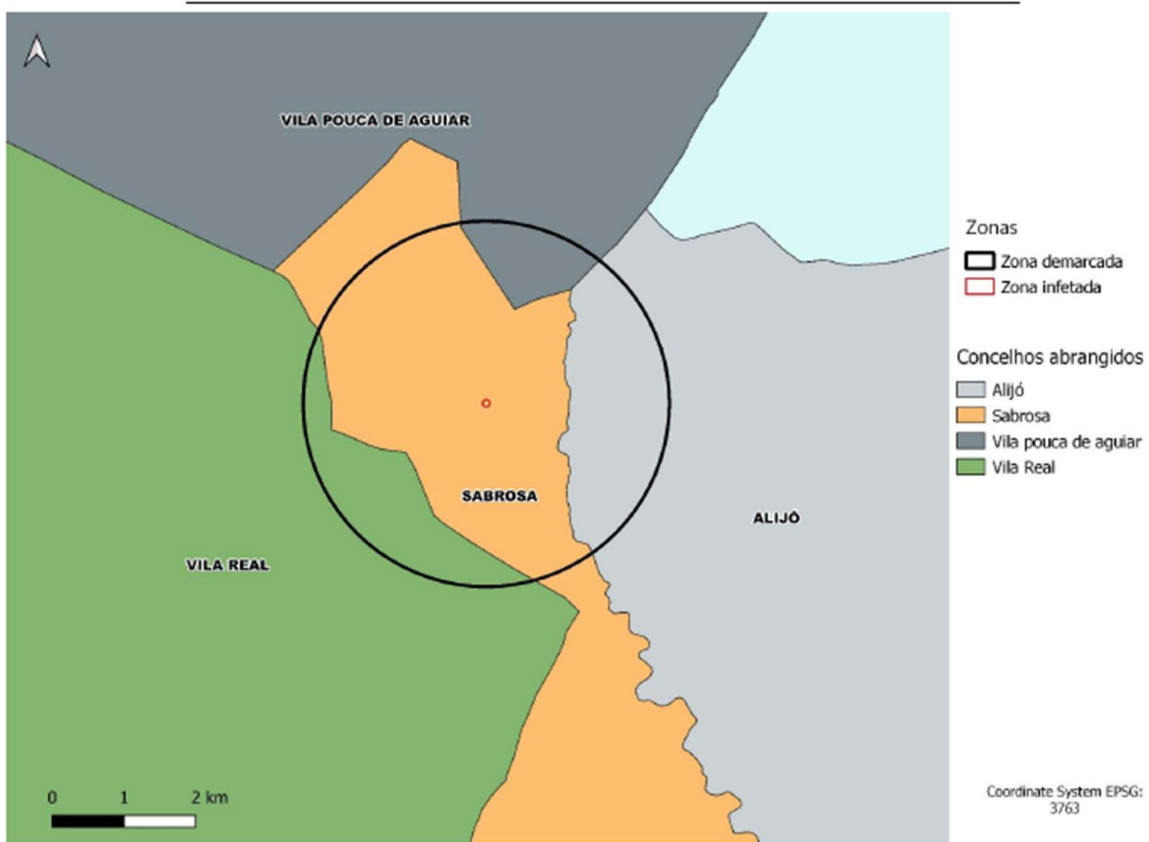 VILA POUCA DE AGUIAR
SABROSA
ALIJÓ
VILA REAL
0 1 2 km
Zonas
Zona demarcada
Zona infetada
Concelhos abrangidos
Alijó
Sabrosa
Vila pouca de aguiar
Vila Real
Coordinate System EPSG:
3763